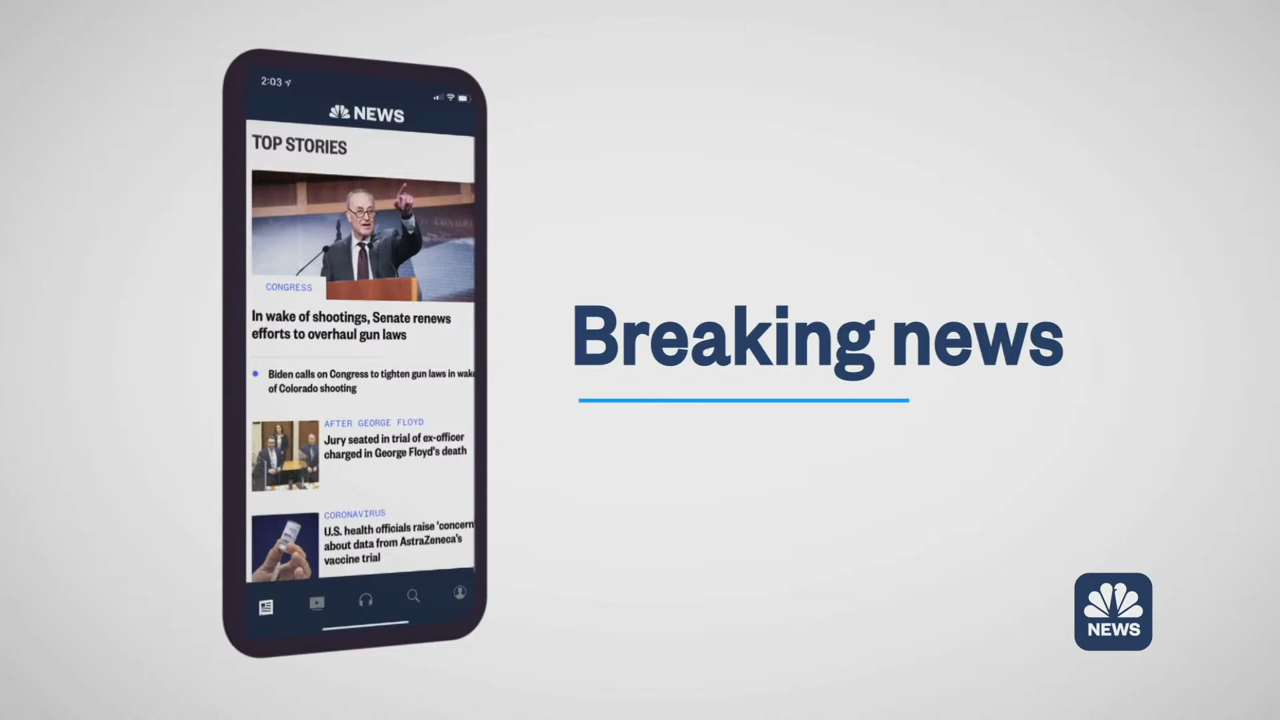 2:03
NEWS
TOP STORIES
CONGRESS
In wake of shootings, Senate renews
efforts to overhaul gun laws
Biden calls on Congress to tighten gun laws in wake
of Colorado shooting
AFTER GEORGE FLOYD
Jury seated in trial of ex-officer
charged in George Floyd's death
CORONAVIRUS
U.S. health officials raise 'concern
about data from AstraZeneca's
vaccine trial
Breaking news
NEWS